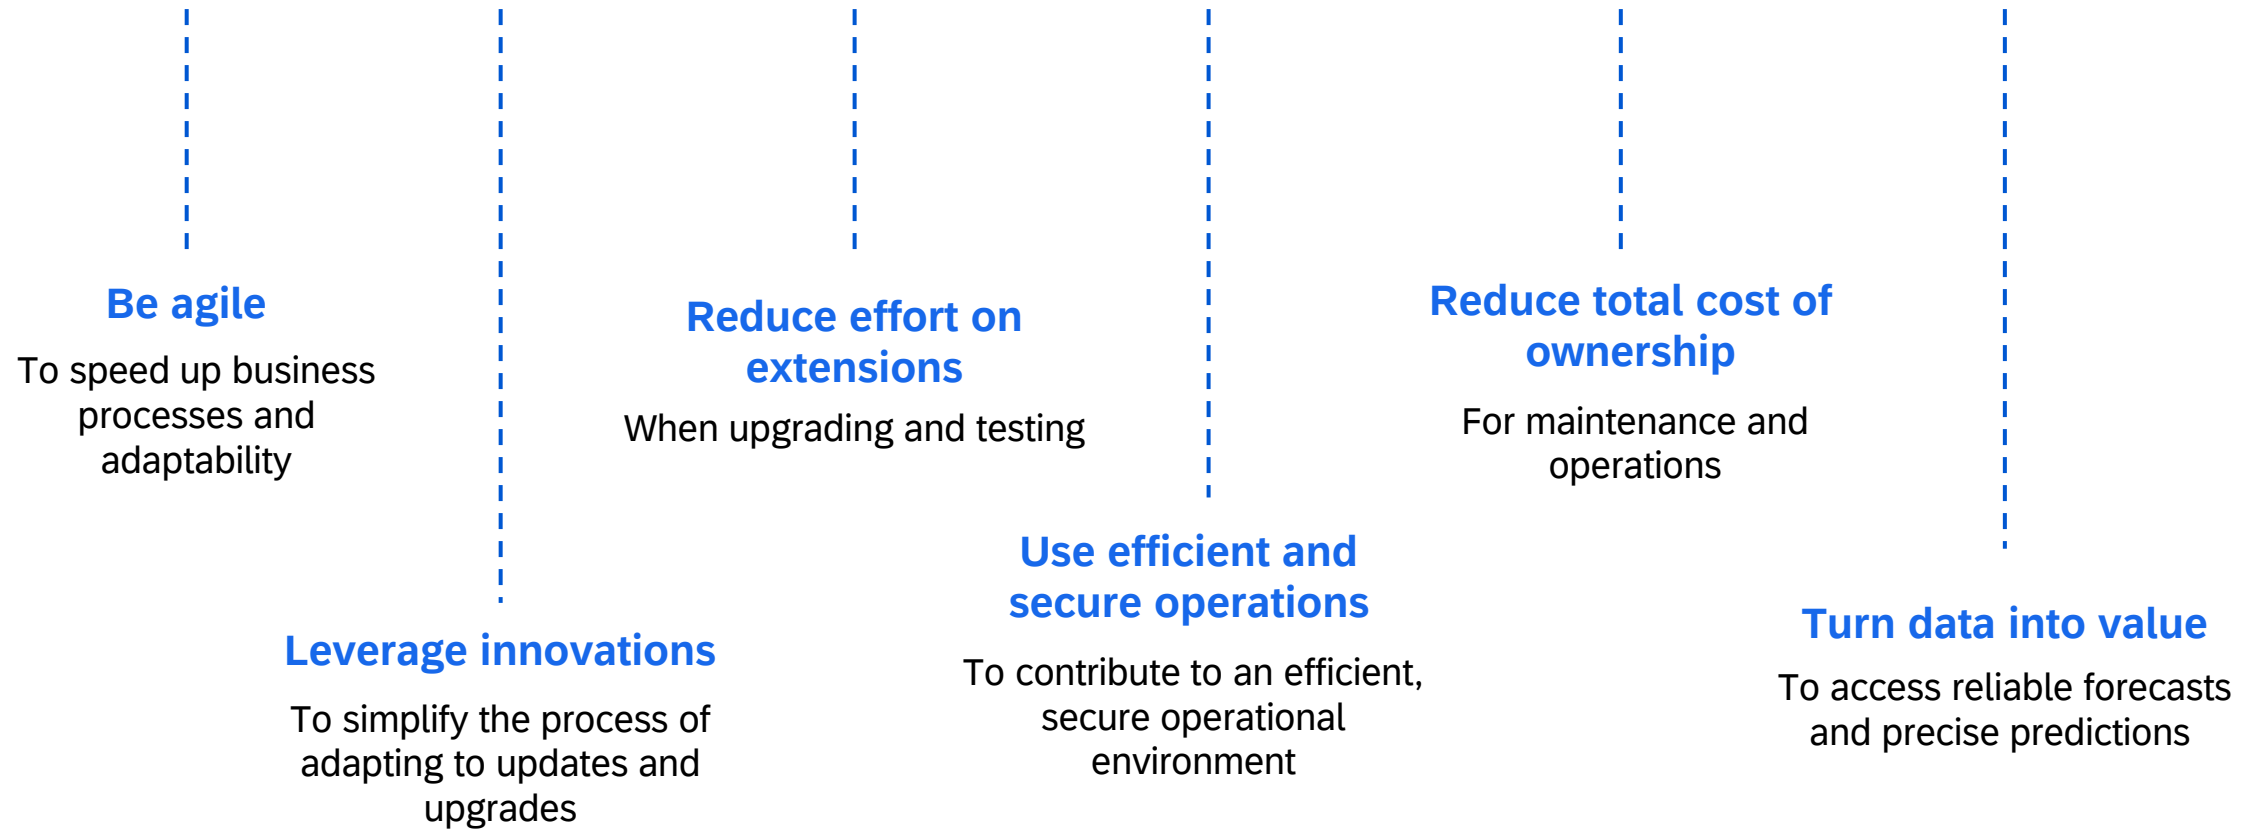 Be agile
To speed up business
processes and
adaptability
Leverage innovations
To simplify the process of
adapting to updates and
upgrades
Reduce effort on
extensions
When upgrading and testing
Use efficient and
secure operations
To contribute to an efficient,
secure operational
environment
Reduce total cost of
ownership
For maintenance and
operations
Turn data into value
To access reliable forecasts
and precise predictions